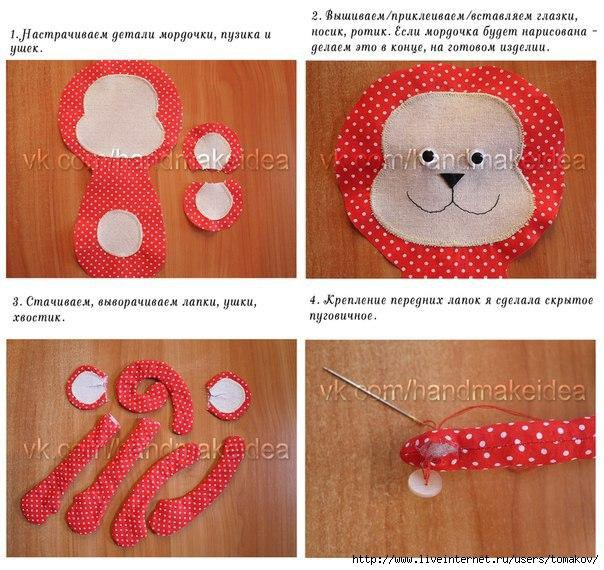 1.Настрачиваем детали мордочки, пузика и
ушек.
2. Вышиваем/приклеиваем/вставляем глазки,
носик, ротик. Если мордочка будет нарисована -
делаем это в конце, на готовом изделии.
vk.com/handmakeidea
vk.com/handmakeidea
3. Стачиваем, выворачиваем лапки, ушки,
хвостик.
4. Крепление передних лапок я сделала скрытое
пуговичное.
vk.com/handmakeidea
vk.com/handmakeidea
http://www.liveinternet.ru/users/tomakov/